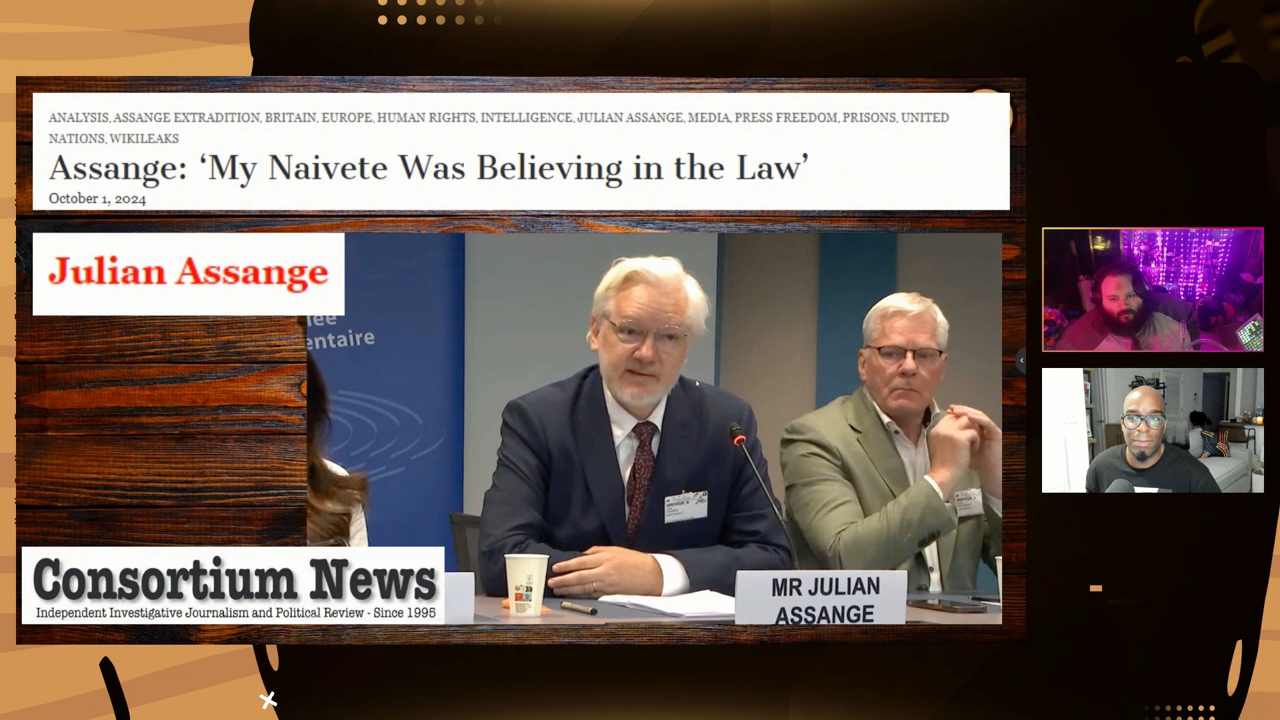 ANALYSIS, ASSANGE EXTRADITION, BRITAIN, EUROPE, HUMAN RIGHTS, INTELLIGENCE, JULIAN ASSANGE, MEDIA, PRESS FREEDOM, PRISONS, UNITED
NATIONS, WIKILEAKS
Assange: ‘My Naivete Was Believing in the Law’
October 1, 2024
Julian Assange
entaire
Consortium News
Independent Investigative Journalism and Political Review - Since 1995
MR JULIAN
ASSANGE